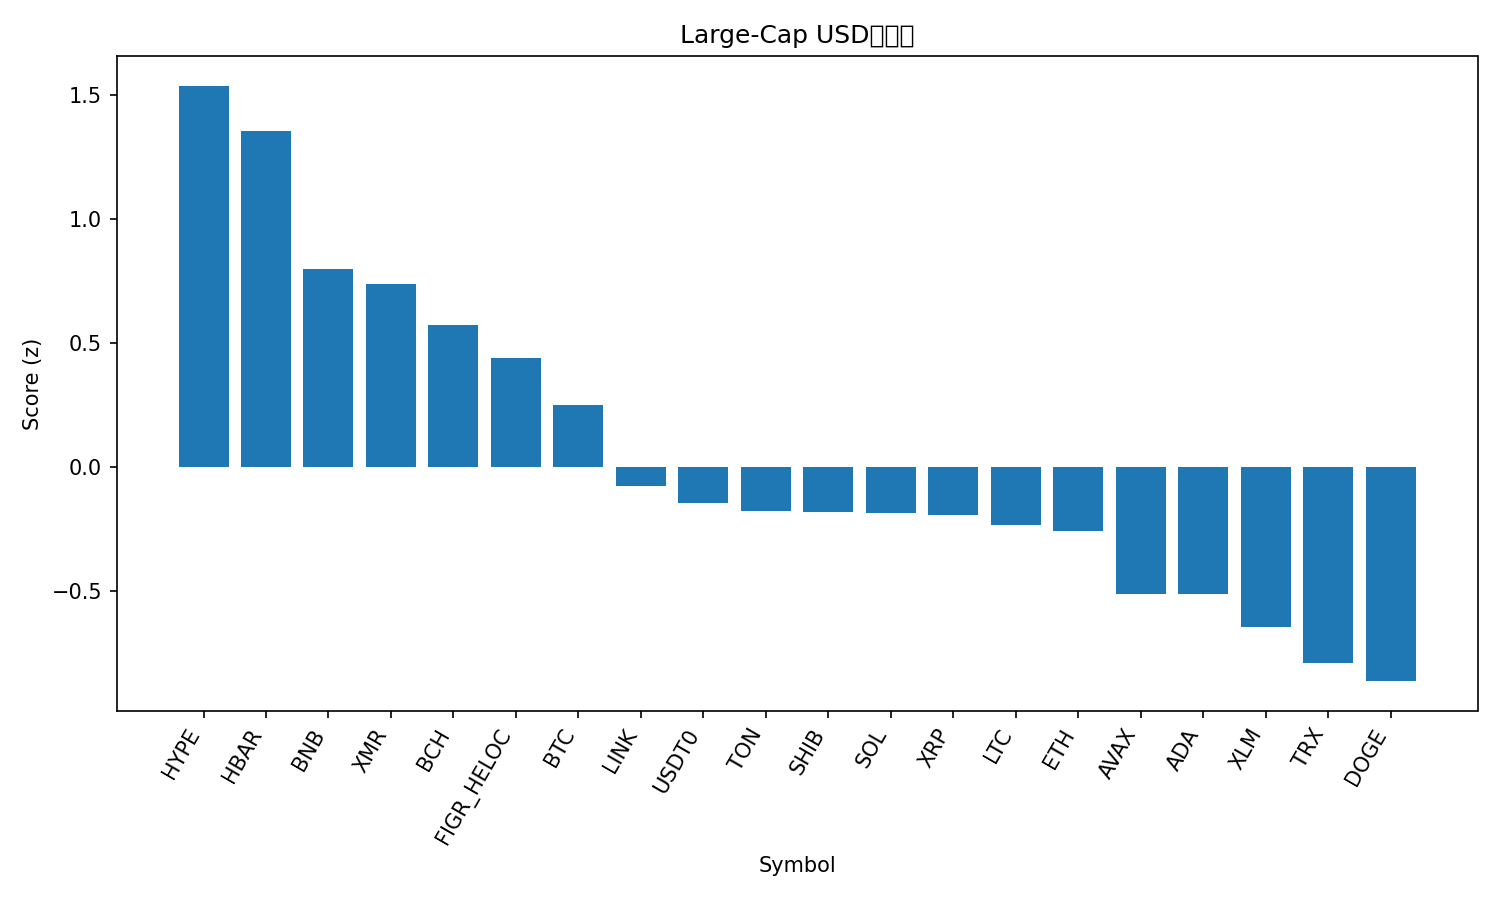 Large-Cap USD
1.5
1.0
0.5
0.0
−0.5
Score (z)
HYPE
HBAR
BNB
XMR
BCH
FIGR_HELOC
BTC
LINK
USDT0
TON
SHIB
SOL
XRP
LTC
ETH
AVAX
ADA
XLM
TRX
DOGE
Symbol